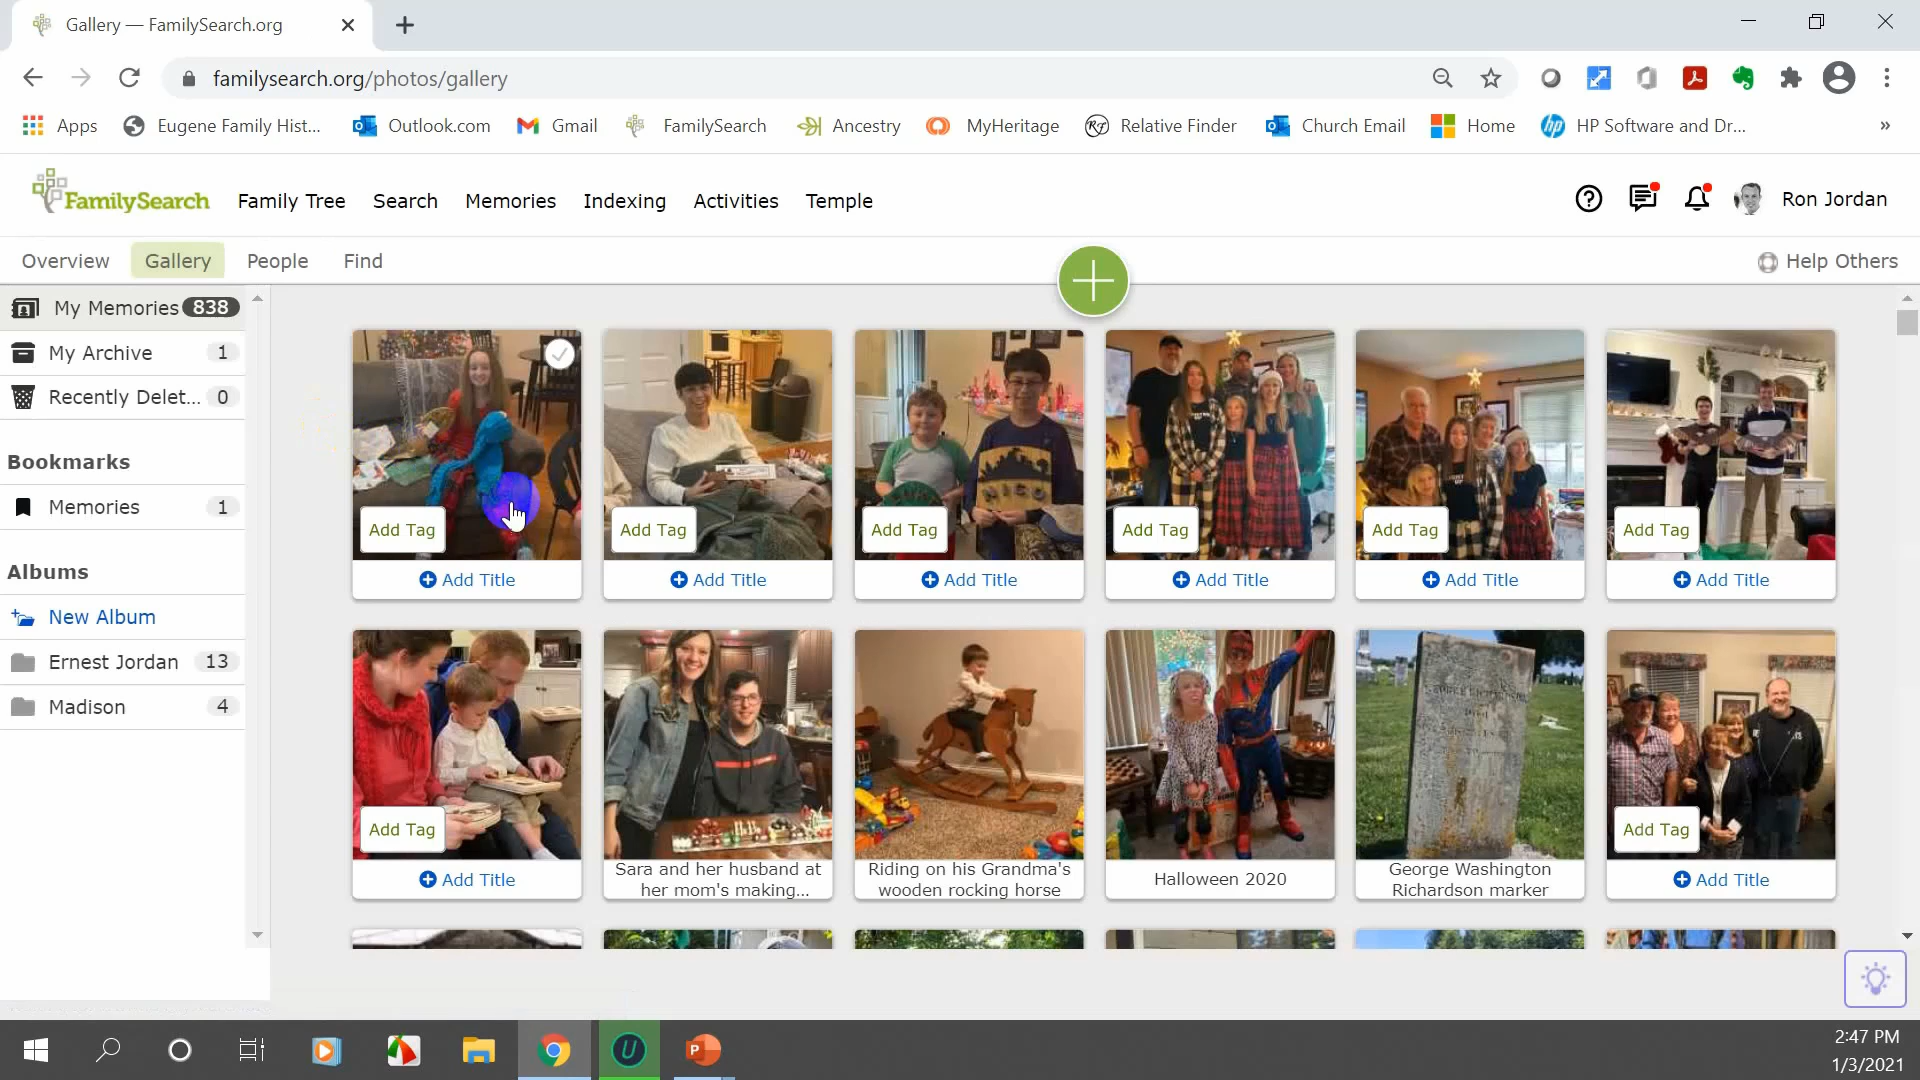 Gallery — FamilySearch.org
familysearch.org/photos/gallery
Apps
Eugene Family Hist...
Outlook.com
Gmail
FamilySearch
Ancestry
MyHeritage
Relative Finder
Church Email
Home
HP Software and Dr...
»
FamilySearch
Family Tree
Search
Memories
Indexing
Activities
Temple
Ron Jordan
Overview
Gallery
People
Find
Help Others
My Memories 838
My Archive 1
Recently Delet... 0
Bookmarks
Memories 1
Albums
New Album
Ernest Jordan 13
Madison 4
Add Tag
Add Tag
Add Tag
Add Tag
Add Tag
Add Tag
Add Title
Add Title
Add Title
Add Title
Add Title
Add Title
Add Tag
Add Tag
Add Title
Sara and her husband at
her mom's making...
Riding on his Grandma's
wooden rocking horse
Halloween 2020
George Washington
Richardson marker
Add Title
2:47 PM
1/3/2021